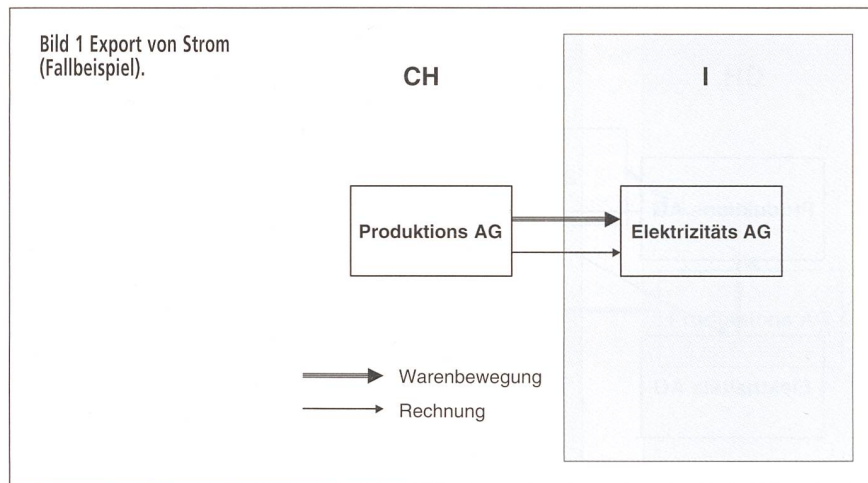 Bild 1 Export von Strom
(Fallbeispiel).
CH
I
Produktions AG
Elektrizitäts AG
Warenbewegung
Rechnung